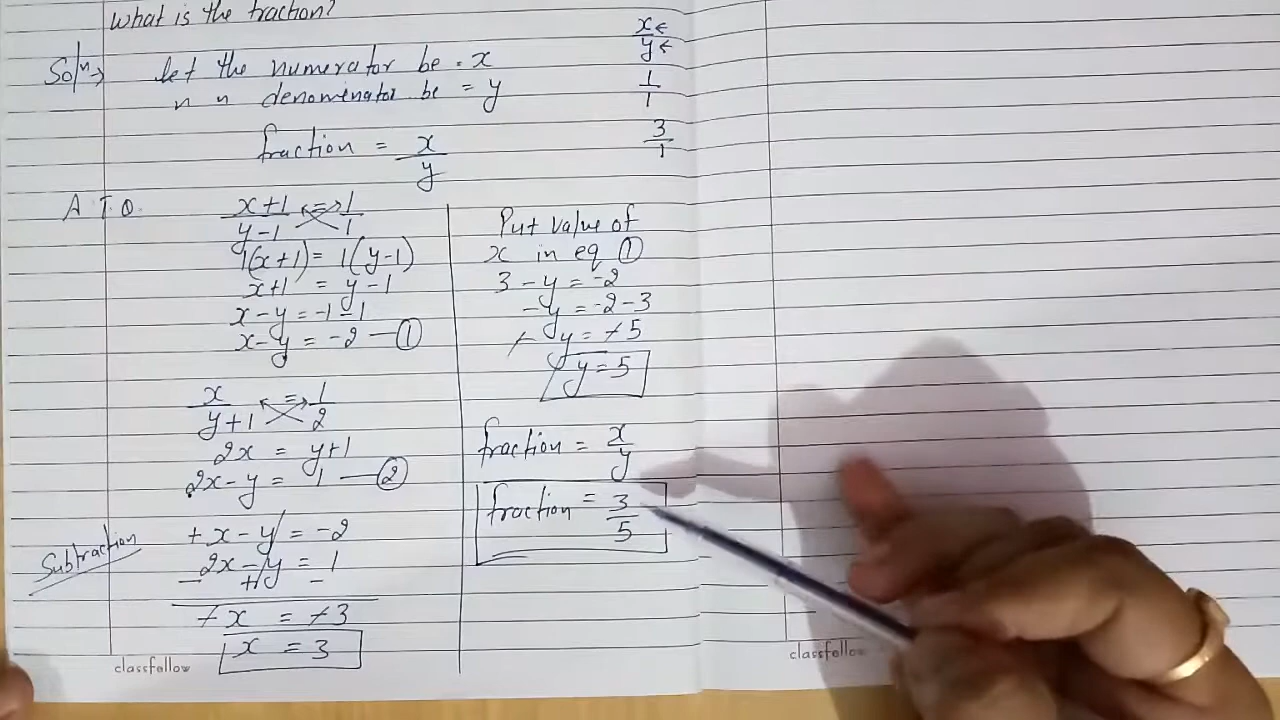 What is the fraction?
Soln→ Let the numerator be = x
" " denominator be = y
fraction = x/y
x/y
1/1
3/1
A T Q.
x+1/y-1 = 1/1
1(x+1) = 1(y-1)
x+1 = y-1
x-y = -1-1
x-y = -2 — ①
x/y+1 = 1/2
2x = y+1
2x-y = 1 — ②
Subtraction
+x-y = -2
2x-y = 1
- + -
-x = -3
x = 3
Put value of
x in eq ①
3-y = -2
-y = -2-3
-y = -5
y = 5
fraction = x/y
fraction = 3/5
classfellow
classfellow